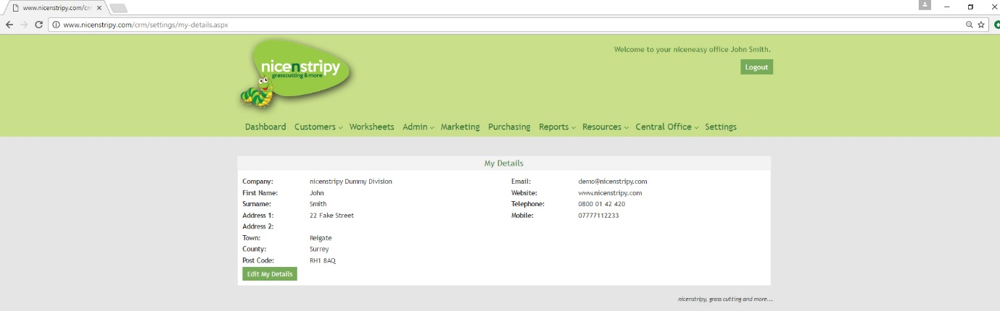 www.nicenstripy.com/crm
www.nicenstripy.com/crm/settings/my-details.aspx
nicenstripy
grasscutting & more
Welcome to your niceneasy office John Smith.
Logout
Dashboard Customers Worksheets Admin Marketing Purchasing Reports Resources Central Office Settings
My Details
Company: nicenstripy Dummy Division Email: demo@nicenstripy.com
First Name: John Website: www.nicenstripy.com
Surname: Smith Telephone: 0800 01 42 420
Address 1: 22 Fake Street Mobile: 07777112233
Address 2:
Town: Reigate
County: Surrey
Post Code: RH1 8AQ
Edit My Details
nicenstripy, grass cutting and more...